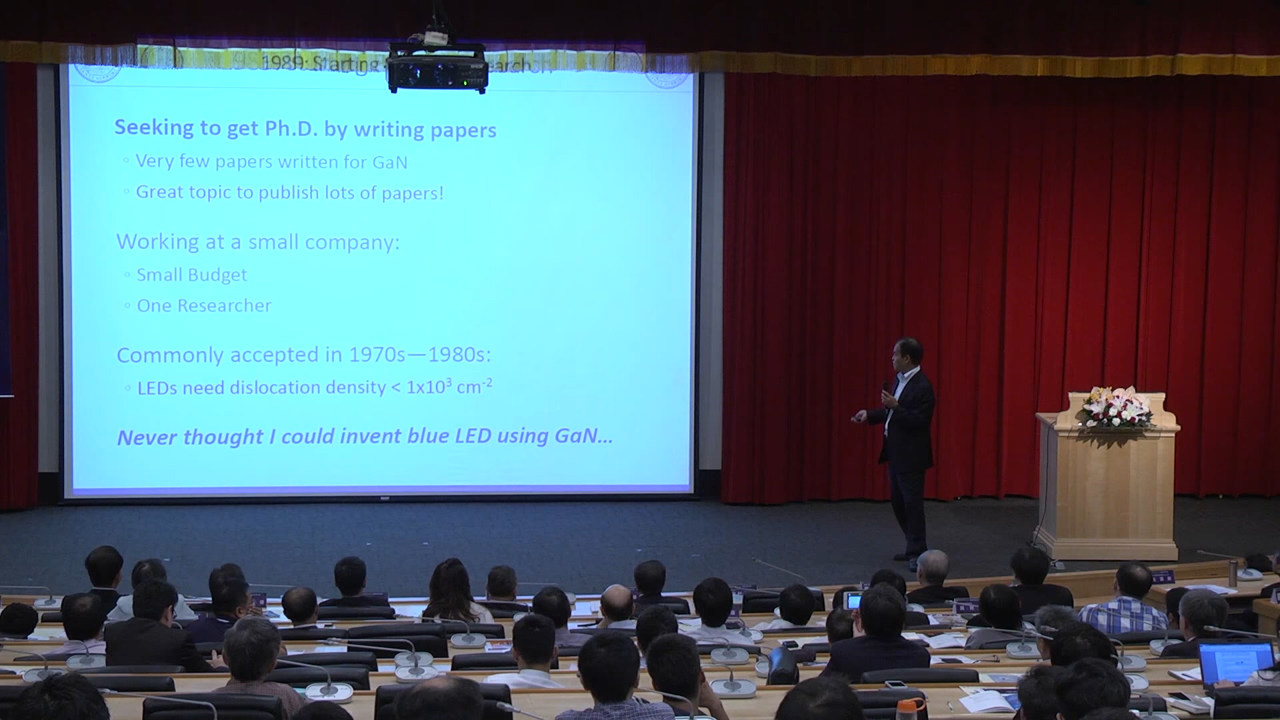 1989: Starting
Seeking to get Ph.D. by writing papers
◦ Very few papers written for GaN
◦ Great topic to publish lots of papers!
Working at a small company:
◦ Small Budget
◦ One Researcher
Commonly accepted in 1970s—1980s:
◦ LEDs need dislocation density < 1x10³ cm⁻²
Never thought I could invent blue LED using GaN...